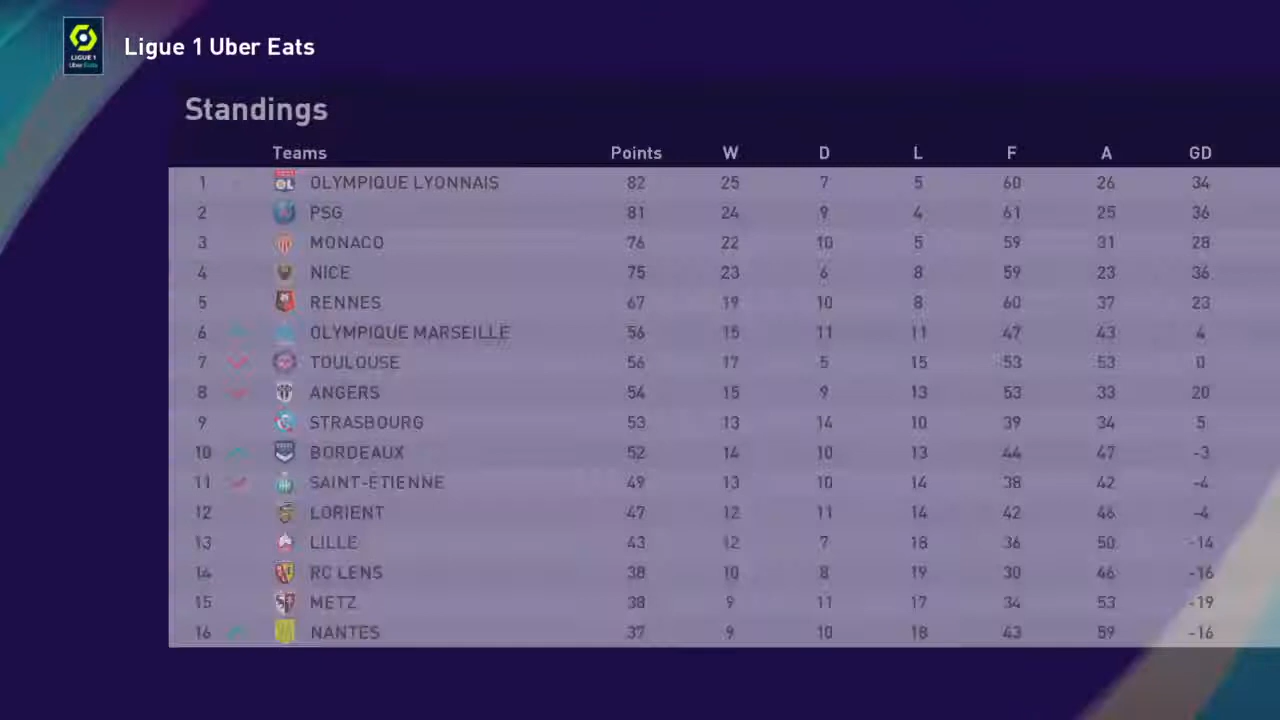 LIGUE 1
Uber Eats
Ligue 1 Uber Eats
Standings
Teams Points W D L F A GD
1 OLYMPIQUE LYONNAIS 82 25 7 5 60 26 34
2 PSG 81 24 9 4 61 25 36
3 MONACO 76 22 10 5 59 31 28
4 NICE 75 23 6 8 59 23 36
5 RENNES 67 19 10 8 60 37 23
6 OLYMPIQUE MARSEILLE 56 15 11 11 47 43 4
7 TOULOUSE 56 17 5 15 53 53 0
8 ANGERS 54 15 9 13 53 33 20
9 STRASBOURG 53 13 14 10 39 34 5
10 BORDEAUX 52 14 10 13 44 47 -3
11 SAINT-ETIENNE 49 13 10 14 38 42 -4
12 LORIENT 47 12 11 14 42 46 -4
13 LILLE 43 12 7 18 36 50 -14
14 RC LENS 38 10 8 19 30 46 -16
15 METZ 38 9 11 17 34 53 -19
16 NANTES 37 9 10 18 43 59 -16